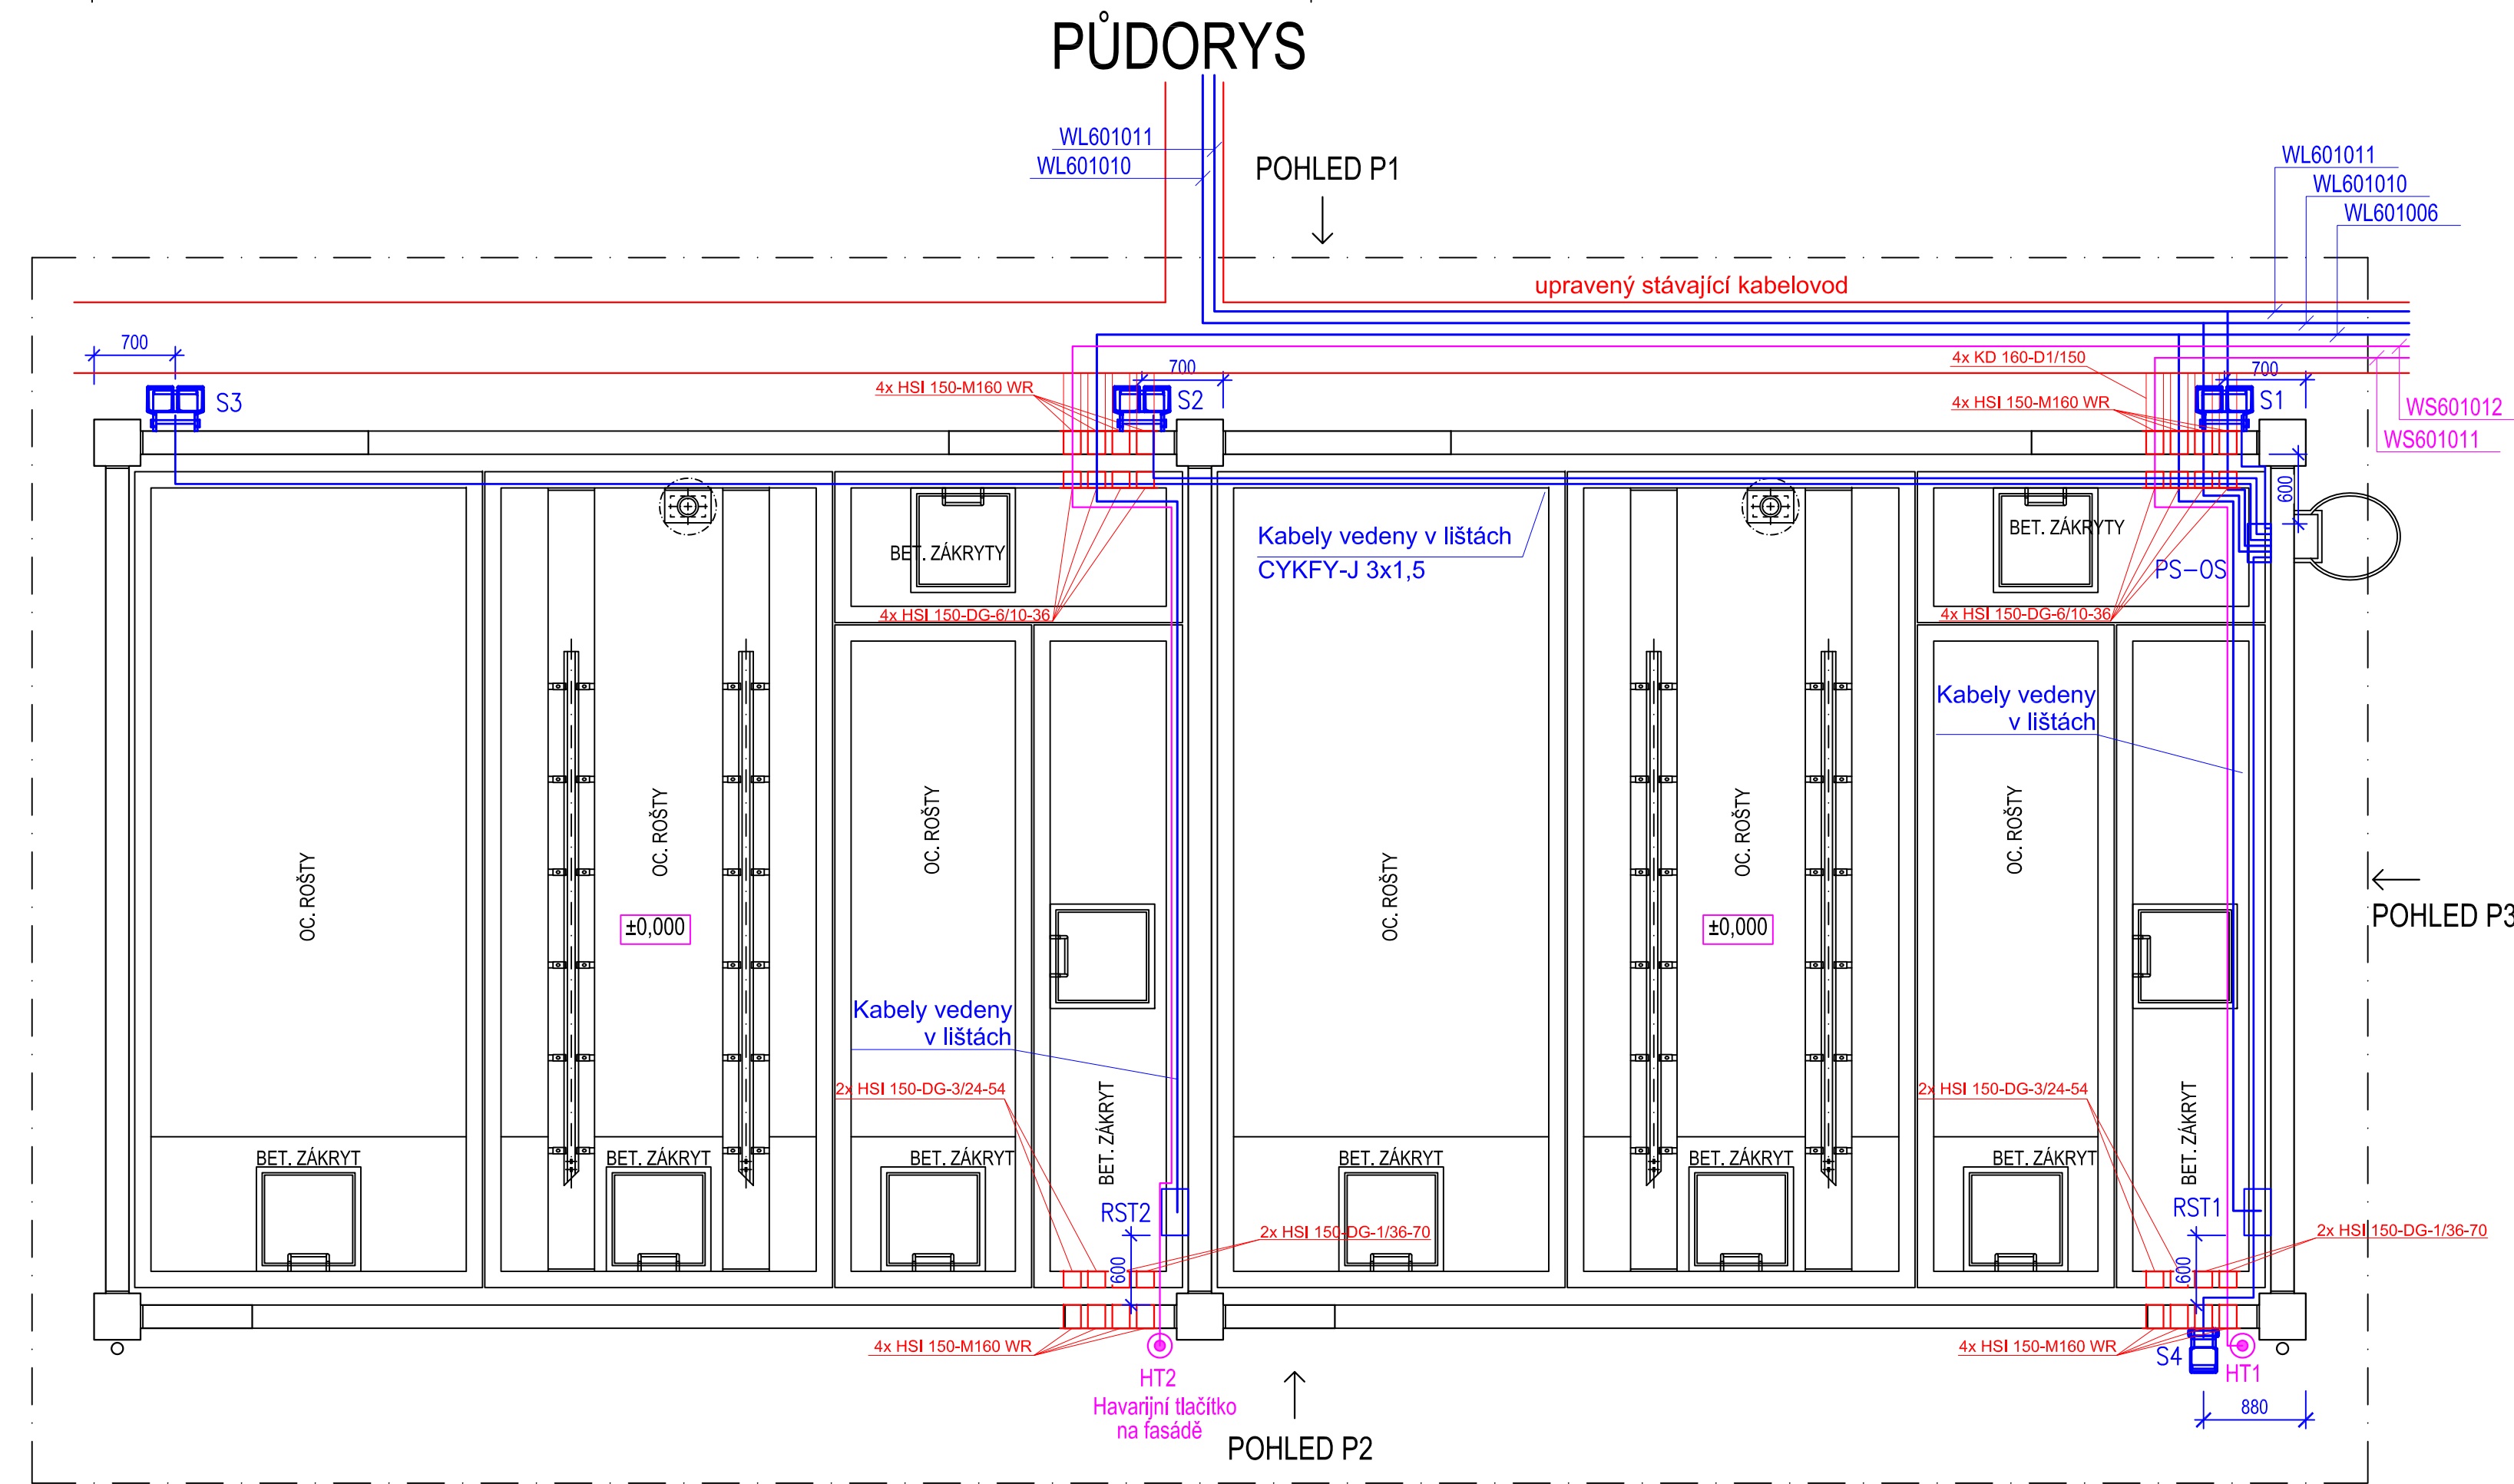 PŮDORYS
WL601011
WL601010
POHLED P1
WL601011
WL601010
WL601006
upravený stávající kabelovod
700
700
700
4x KD 160-D1/150
4x HSI 150-M160 WR
4x HSI 150-M160 WR
S3
S2
S1
WS601012
WS601011
600
BET. ZÁKRYTY
Kabely vedeny v lištách
CYKFY-J 3x1,5
BET. ZÁKRYTY
PS-OS
4x HSI 150-DG-6/10-36
4x HSI 150-DG-6/10-36
Kabely vedeny
v lištách
OC. ROŠTY
OC. ROŠTY
OC. ROŠTY
OC. ROŠTY
OC. ROŠTY
OC. ROŠTY
±0,000
±0,000
POHLED P3
Kabely vedeny
v lištách
2x HSI 150-DG-3/24-54
2x HSI 150-DG-3/24-54
BET. ZÁKRYT
BET. ZÁKRYT
BET. ZÁKRYT
BET. ZÁKRYT
BET. ZÁKRYT
BET. ZÁKRYT
BET. ZÁKRYT
BET. ZÁKRYT
RST2
RST1
2x HSI 150-DG-1/36-70
2x HSI 150-DG-1/36-70
600
600
4x HSI 150-M160 WR
4x HSI 150-M160 WR
S4
HT2
HT1
Havarijní tlačítko
na fasádě
880
POHLED P2